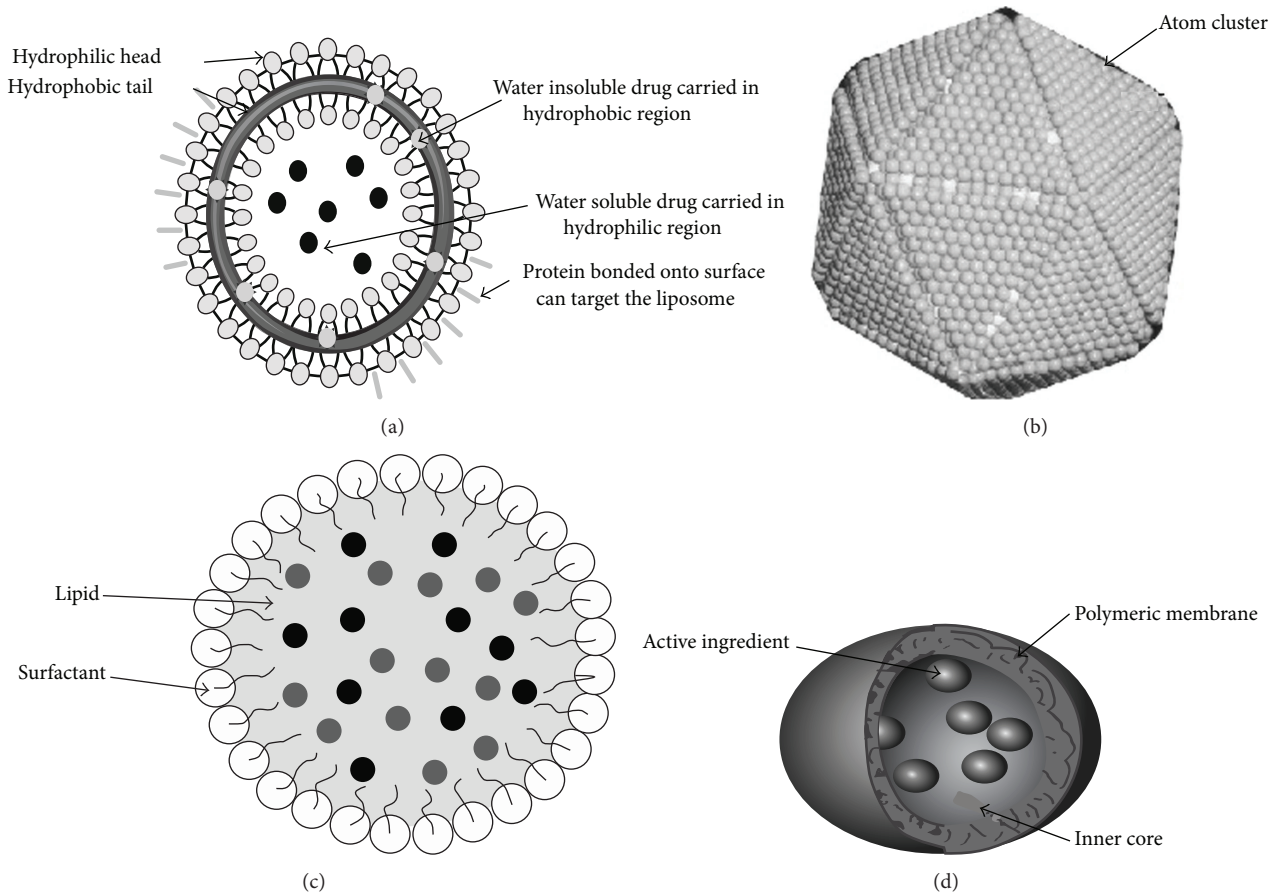 Hydrophilic head
Hydrophobic tail
Water insoluble drug carried in
hydrophobic region
Water soluble drug carried in
hydrophilic region
Protein bonded onto surface
can target the liposome
(a)
Atom cluster
(b)
Lipid
Surfactant
(c)
Active ingredient
Polymeric membrane
Inner core
(d)